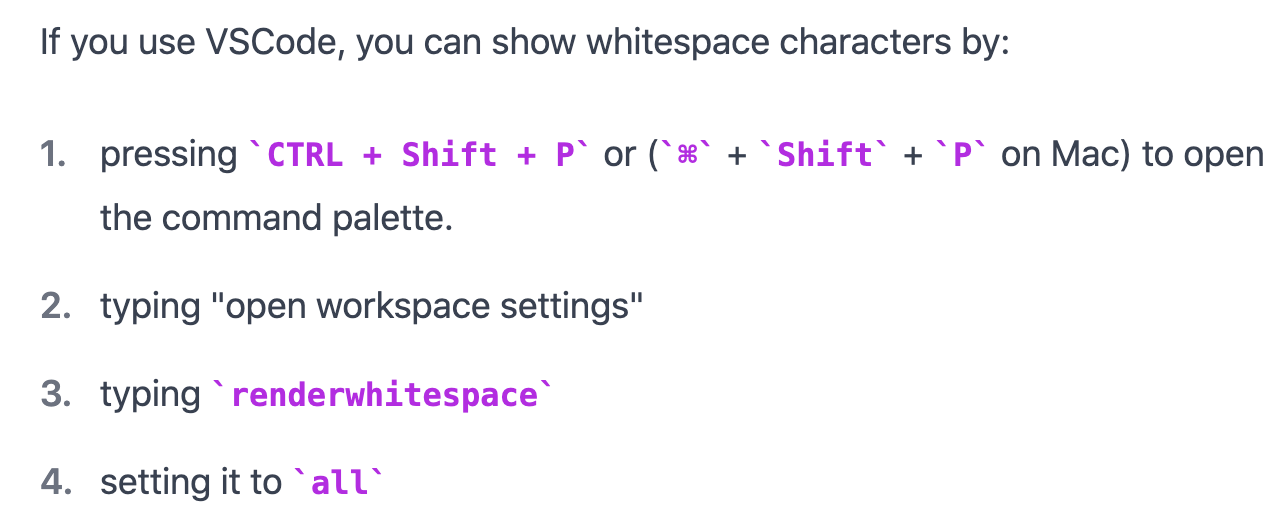 If you use VSCode, you can show whitespace characters by:
1. pressing `CTRL + Shift + P` or (`⌘` + `Shift` + `P` on Mac) to open
the command palette.
2. typing "open workspace settings"
3. typing `renderwhitespace`
4. setting it to `all`